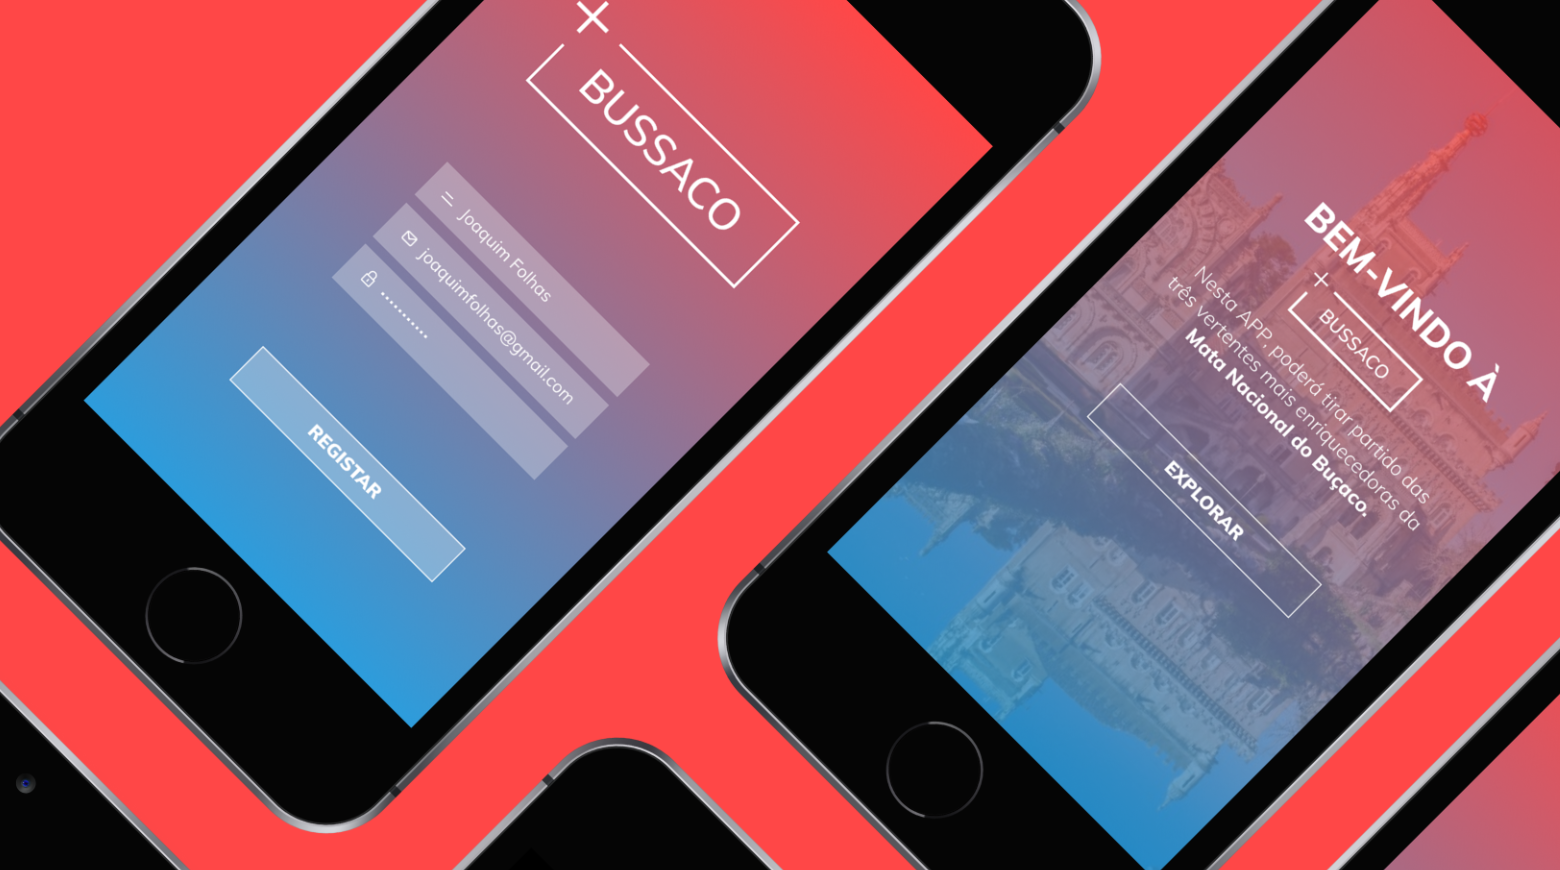 BUSSACO
Joaquim Folhas
joaquimfolhas@gmail.com
REGISTAR
BEM-VINDO À
BUSSACO
Nesta APP, poderá tirar partido das
três vertentes mais enriquecedoras da
Mata Nacional do Buçaco.
EXPLORAR